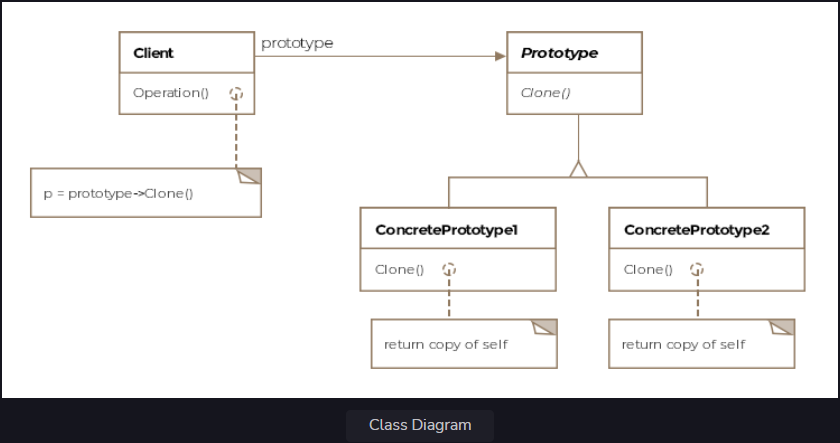 Client
prototype
Prototype
Operation()
Clone()
p = prototype->Clone()
ConcretePrototype1
ConcretePrototype2
Clone()
Clone()
return copy of self
return copy of self
Class Diagram